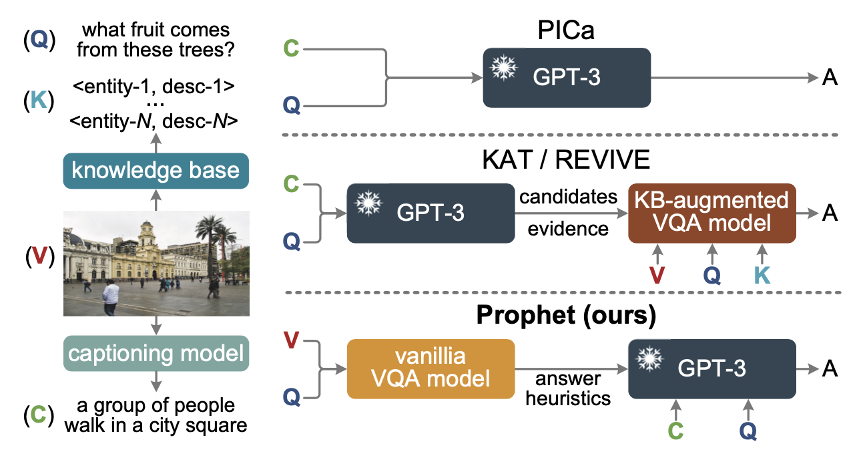 (Q) what fruit comes
from these trees?
(K) <entity-1, desc-1>
...
<entity-N, desc-N>
knowledge base
(V)
captioning model
(C) a group of people
walk in a city square
PICa
C
Q
GPT-3
A
KAT / REVIVE
C
Q
GPT-3
candidates
evidence
KB-augmented
VQA model
A
V Q K
Prophet (ours)
V
Q
vanillia
VQA model
answer
heuristics
GPT-3
A
C Q